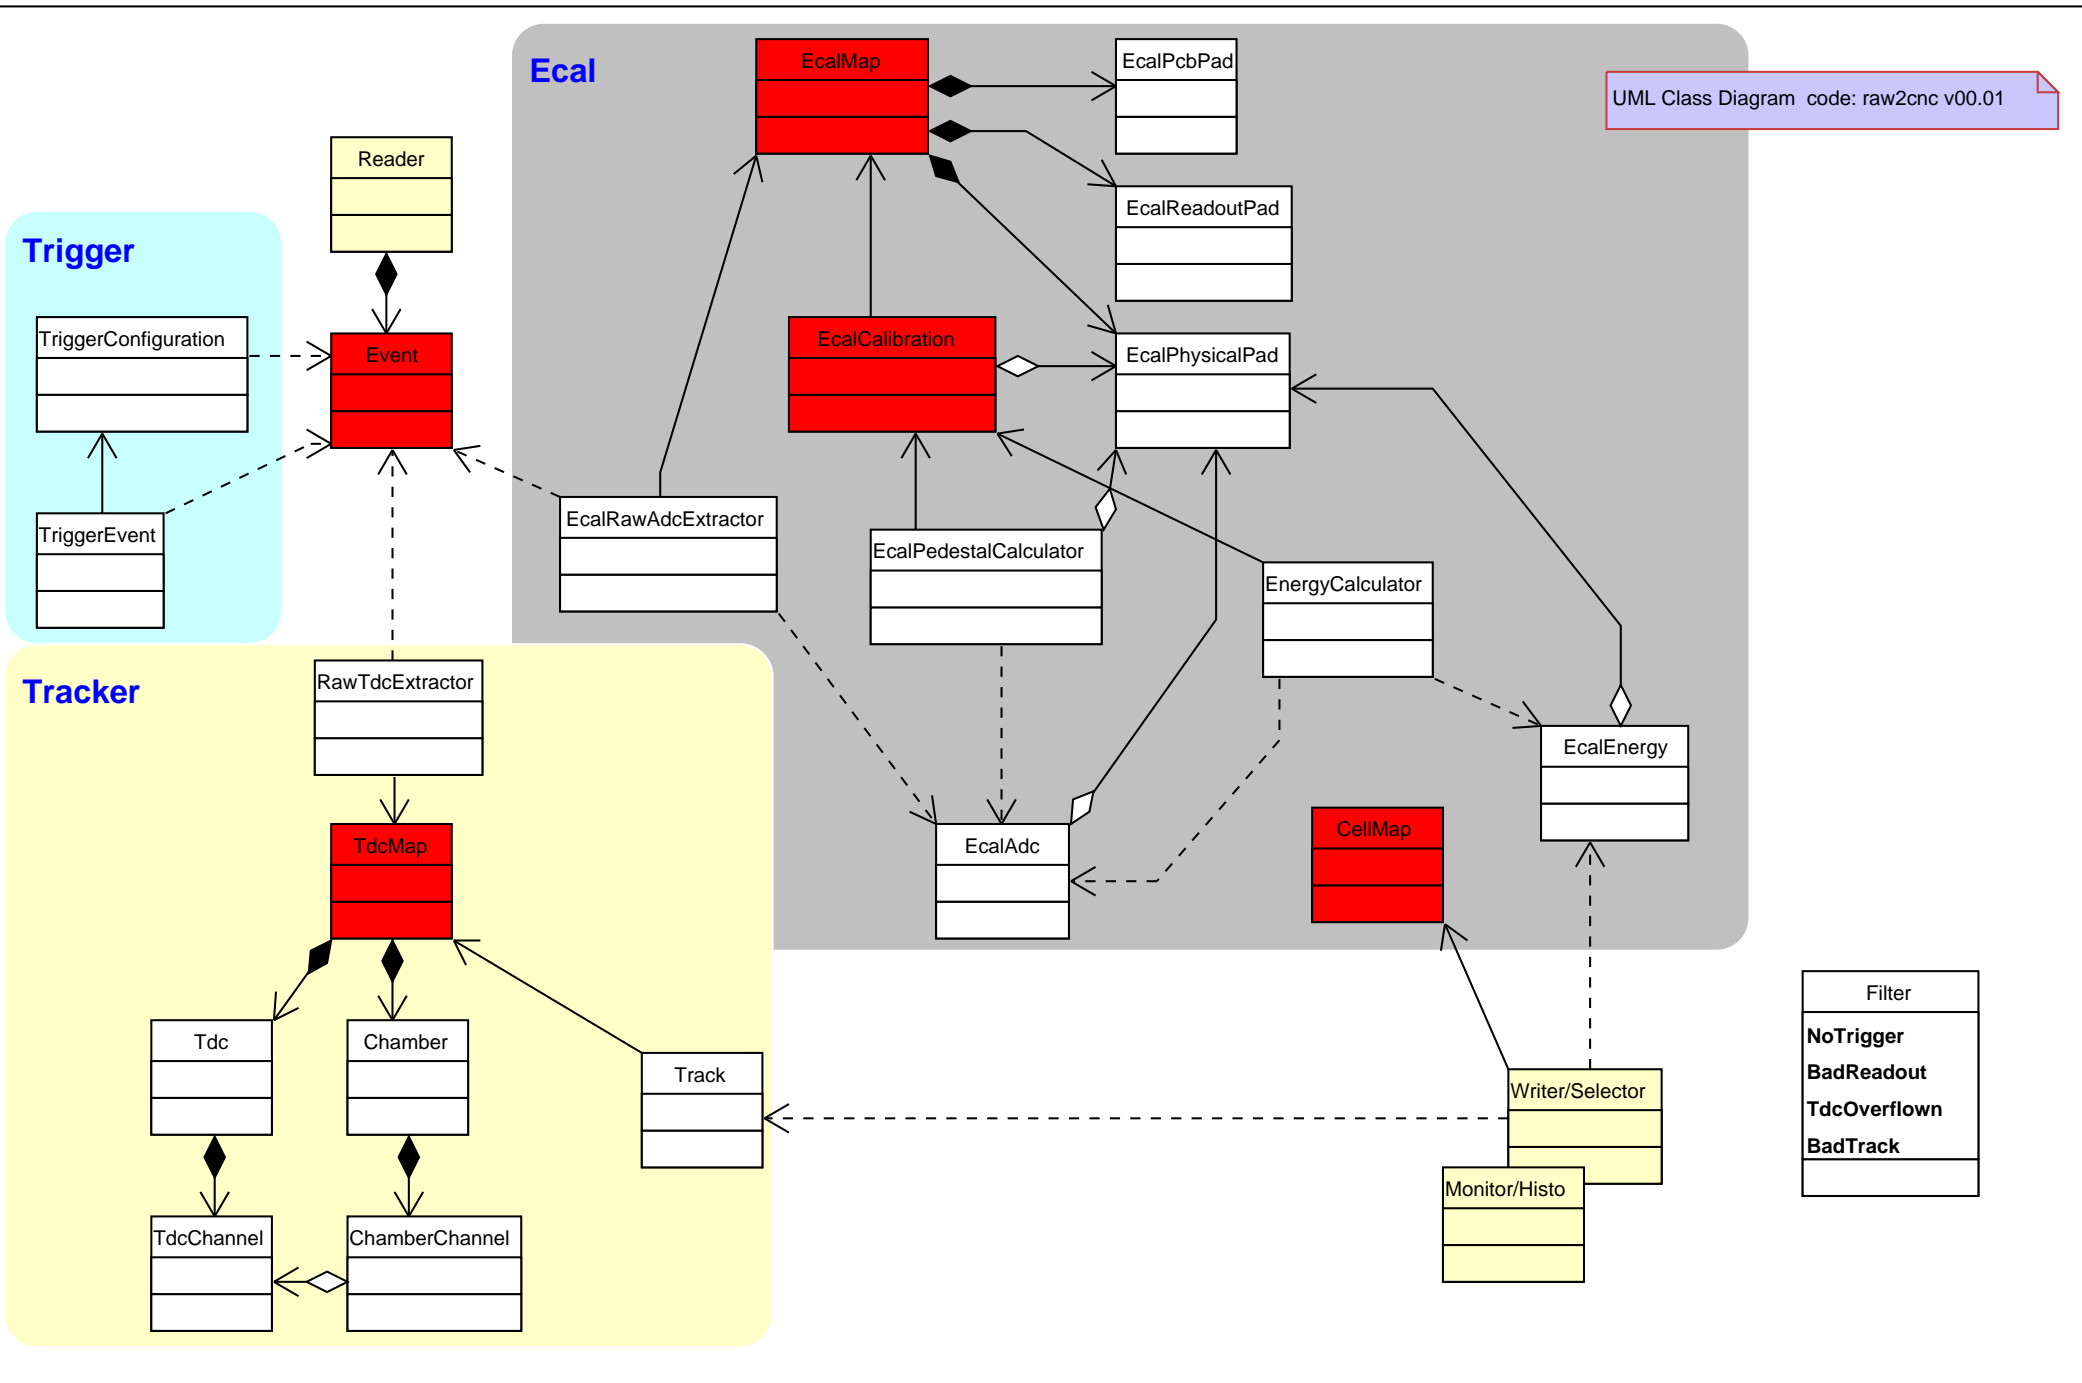 Ecal
EcalMap
EcalPcbPad
UML Class Diagram  code: raw2cnc v00.01
Reader
EcalReadoutPad
Trigger
TriggerConfiguration
Event
EcalCalibration
EcalPhysicalPad
TriggerEvent
EcalRawAdcExtractor
EcalPedestalCalculator
EnergyCalculator
Tracker
RawTdcExtractor
EcalEnergy
TdcMap
EcalAdc
CellMap
Filter
NoTrigger
BadReadout
TdcOverflown
BadTrack
Tdc
Chamber
Track
Writer/Selector
Monitor/Histo
TdcChannel
ChamberChannel